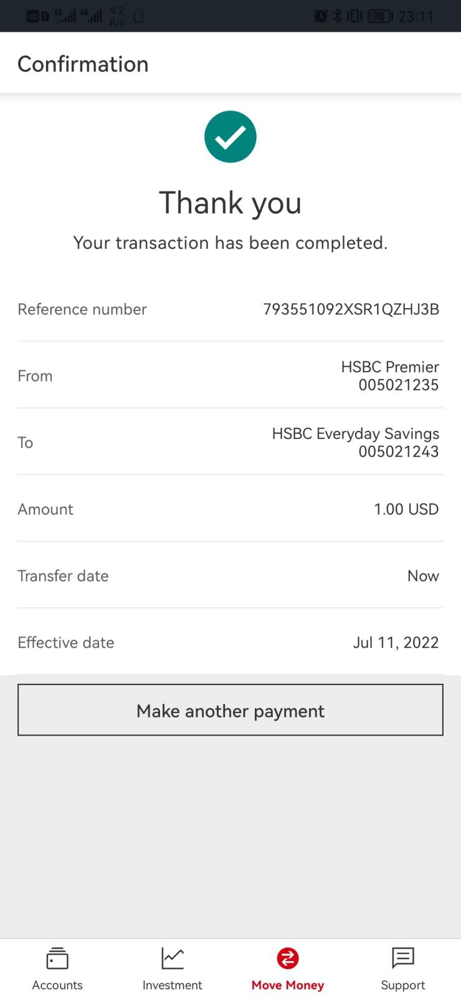 HD 1 4G 4G 9.2 K/s 78 23:11
Confirmation
Thank you
Your transaction has been completed.
Reference number 793551092XSR1QZHJ3B
From HSBC Premier
005021235
To HSBC Everyday Savings
005021243
Amount 1.00 USD
Transfer date Now
Effective date Jul 11, 2022
Make another payment
Accounts Investment Move Money Support